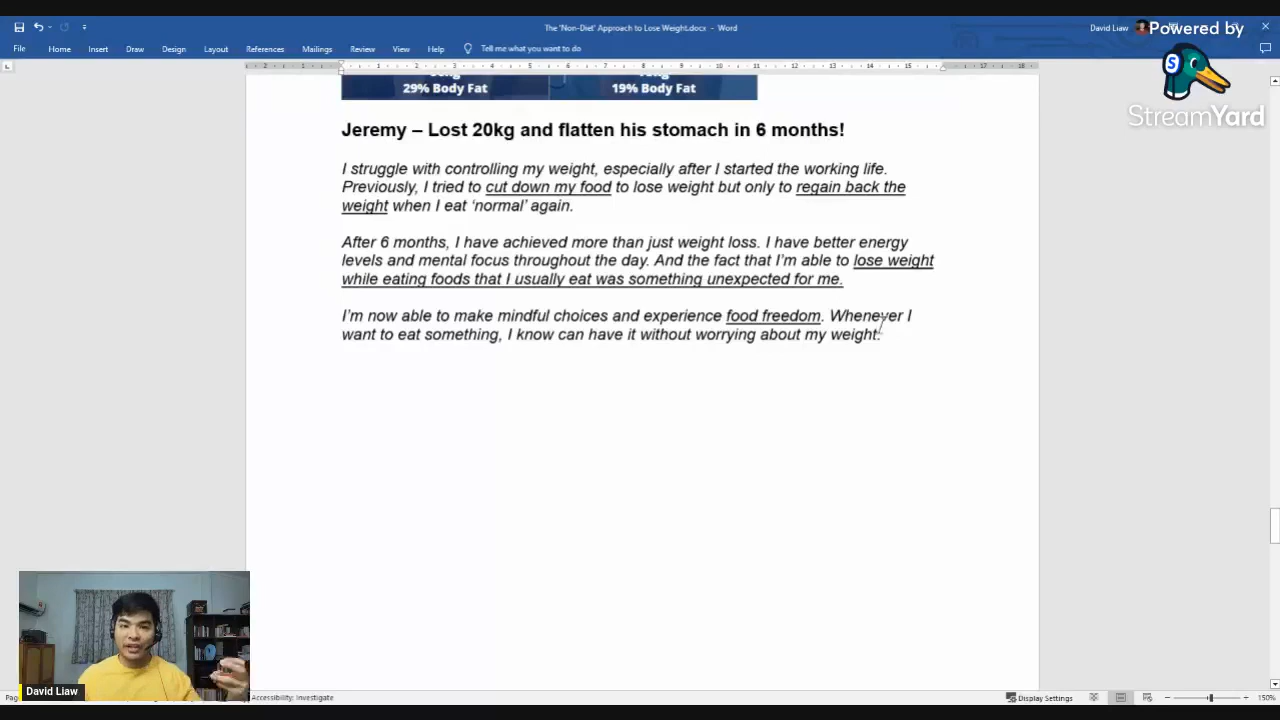 The 'Non-Diet' Approach to Lose Weight.docx - Word
David Liaw
Powered by
StreamYard
File Home Insert Draw Design Layout References Mailings Review View Help Tell me what you want to do
29% Body Fat 19% Body Fat
Jeremy – Lost 20kg and flatten his stomach in 6 months!
I struggle with controlling my weight, especially after I started the working life.
Previously, I tried to cut down my food to lose weight but only to regain back the
weight when I eat 'normal' again.
After 6 months, I have achieved more than just weight loss. I have better energy
levels and mental focus throughout the day. And the fact that I'm able to lose weight
while eating foods that I usually eat was something unexpected for me.
I'm now able to make mindful choices and experience food freedom. Whenever I
want to eat something, I know can have it without worrying about my weight.
David Liaw
Accessibility: Investigate
Display Settings
150%